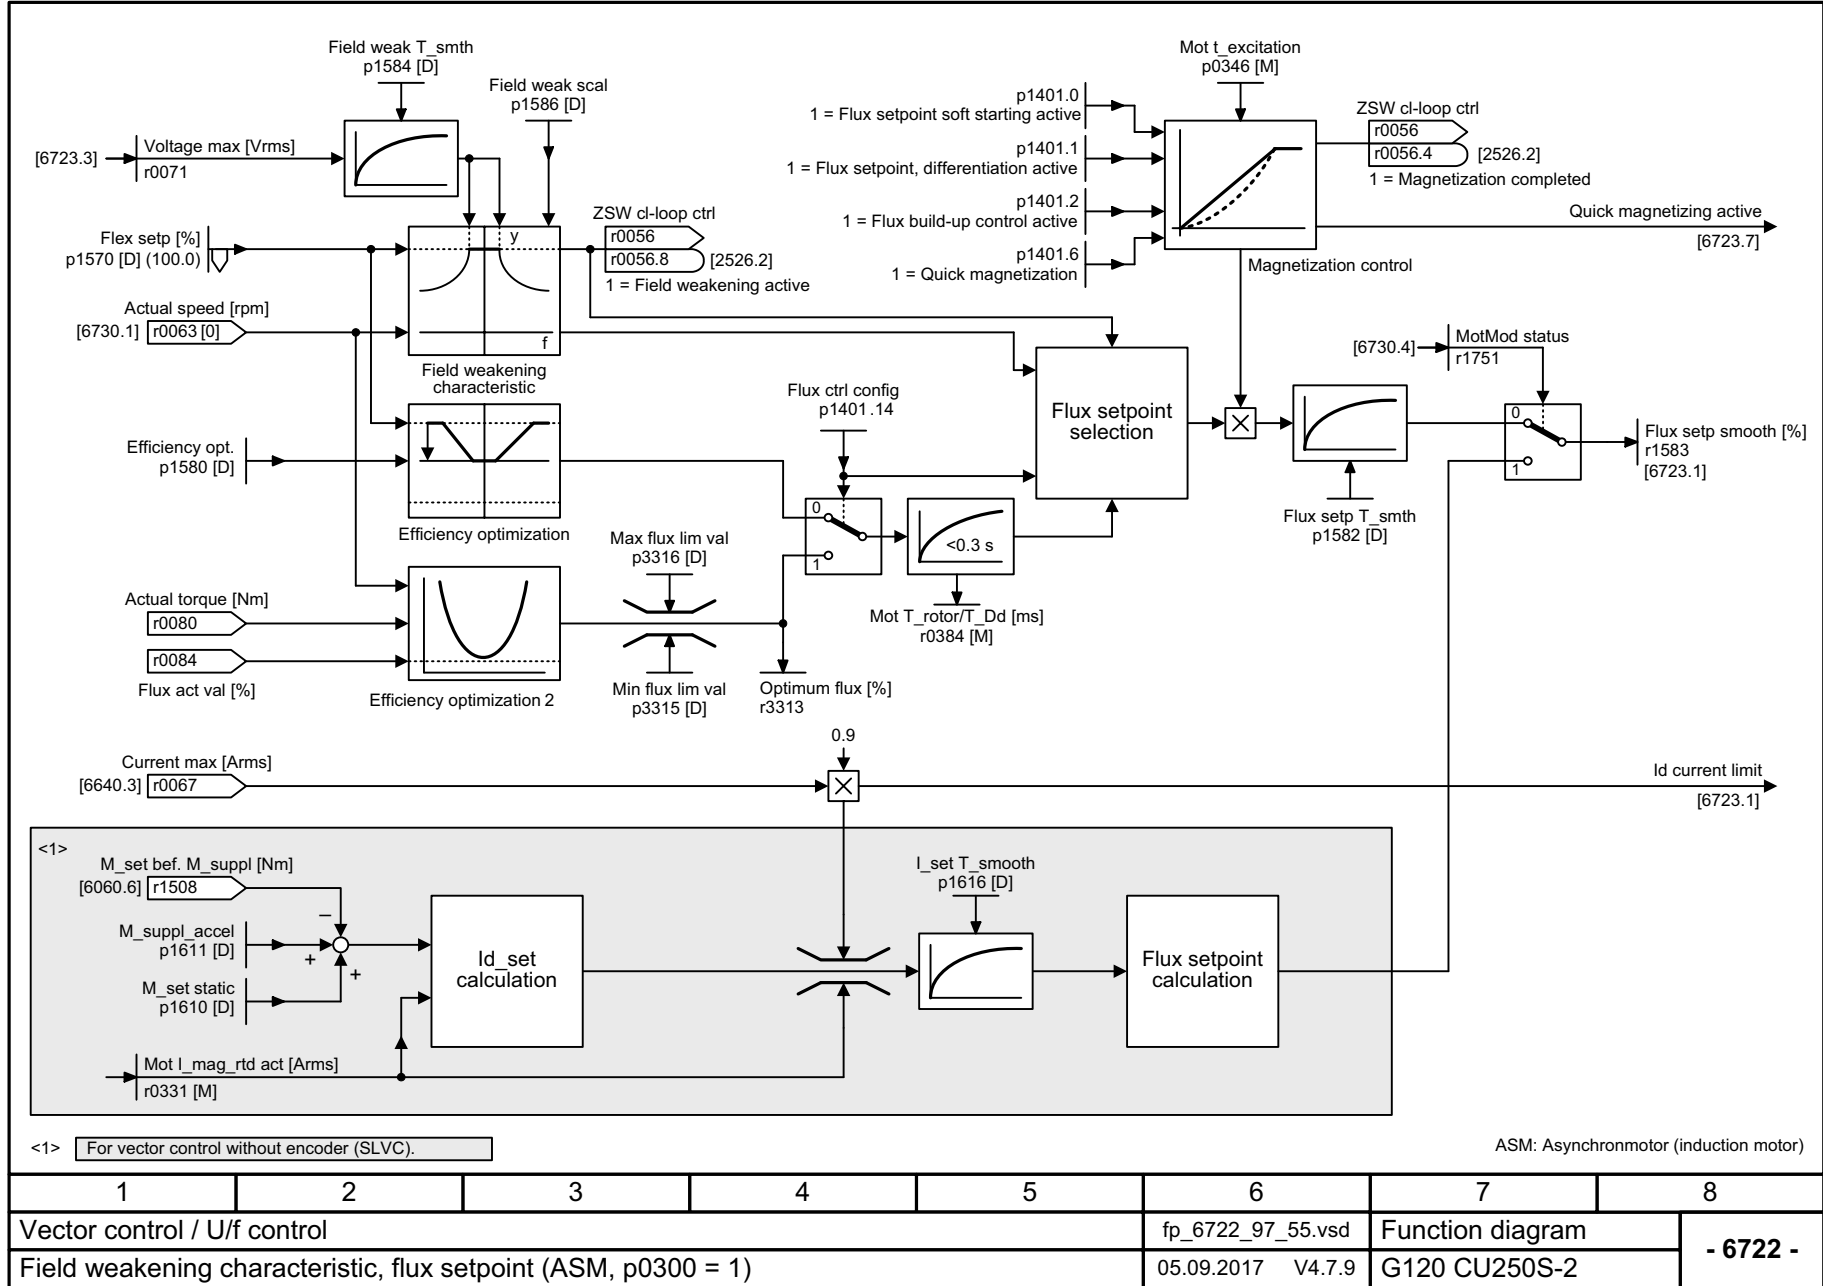 Field weak T_smth
p1584 [D]
Field weak scal
p1586 [D]
[6723.3]
Voltage max [Vrms]
r0071
Flex setp [%]
p1570 [D] (100.0)
Actual speed [rpm]
[6730.1]
r0063 [0]
y
f
Field weakening
characteristic
ZSW cl-loop ctrl
r0056
r0056.8
[2526.2]
1 = Field weakening active
Mot t_excitation
p0346 [M]
p1401.0
1 = Flux setpoint soft starting active
p1401.1
1 = Flux setpoint, differentiation active
p1401.2
1 = Flux build-up control active
p1401.6
1 = Quick magnetization
Magnetization control
ZSW cl-loop ctrl
r0056
r0056.4
[2526.2]
1 = Magnetization completed
Quick magnetizing active
[6723.7]
Efficiency opt.
p1580 [D]
Efficiency optimization
Flux ctrl config
p1401.14
0
1
<0.3 s
Mot T_rotor/T_Dd [ms]
r0384 [M]
Flux setpoint
selection
Flux setp T_smth
p1582 [D]
[6730.4]
MotMod status
r1751
0
1
Flux setp smooth [%]
r1583
[6723.1]
Actual torque [Nm]
r0080
r0084
Flux act val [%]
Efficiency optimization 2
Max flux lim val
p3316 [D]
Min flux lim val
p3315 [D]
Optimum flux [%]
r3313
0.9
Current max [Arms]
[6640.3]
r0067
Id current limit
[6723.1]
<1>
M_set bef. M_suppl [Nm]
[6060.6]
r1508
–
M_suppl_accel
p1611 [D]
+
+
M_set static
p1610 [D]
Mot I_mag_rtd act [Arms]
r0331 [M]
Id_set
calculation
I_set T_smooth
p1616 [D]
Flux setpoint
calculation
<1>
For vector control without encoder (SLVC).
ASM: Asynchronmotor (induction motor)
1 2 3 4 5 6 7 8
Vector control / U/f control
fp_6722_97_55.vsd
Function diagram
- 6722 -
Field weakening characteristic, flux setpoint (ASM, p0300 = 1)
05.09.2017 V4.7.9
G120 CU250S-2